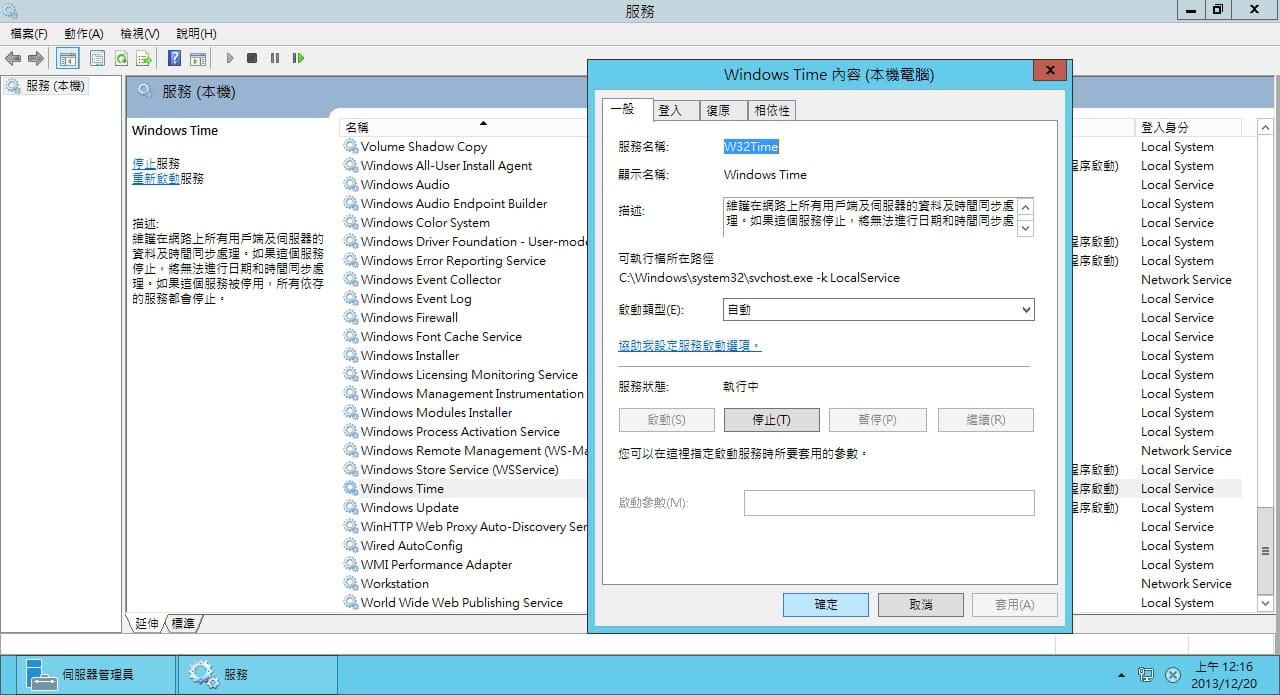 服務
檔案(F) 動作(A) 檢視(V) 說明(H)
服務 (本機)
服務 (本機)
Windows Time
停止服務
重新啟動服務
描述:
維護在網路上所有用戶端及伺服器的
資料及時間同步處理。如果這個服務
停止，將無法進行日期和時間同步處
理。如果這個服務被停用，所有依存
的服務都會停止。
名稱 登入身分
Volume Shadow Copy Local System
Windows All-User Install Agent 程序啟動) Local System
Windows Audio Local Service
Windows Audio Endpoint Builder Local System
Windows Color System Local Service
Windows Driver Foundation - User-mode 程序啟動) Local System
Windows Error Reporting Service 程序啟動) Local System
Windows Event Collector Network Service
Windows Event Log Local Service
Windows Firewall Local Service
Windows Font Cache Service Local Service
Windows Installer Local System
Windows Licensing Monitoring Service Local System
Windows Management Instrumentation Local System
Windows Modules Installer Local System
Windows Process Activation Service Local System
Windows Remote Management (WS-Ma Network Service
Windows Store Service (WSService) 程序啟動) Local Service
Windows Time 程序啟動) Local Service
Windows Update 程序啟動) Local System
WinHTTP Web Proxy Auto-Discovery Ser Local Service
Wired AutoConfig Local System
WMI Performance Adapter Local System
Workstation Network Service
World Wide Web Publishing Service Local System
延伸 標準
Windows Time 內容 (本機電腦)
一般 登入 復原 相依性
服務名稱: W32Time
顯示名稱: Windows Time
描述: 維護在網路上所有用戶端及伺服器的資料及時間同步處
理。如果這個服務停止，將無法進行日期和時間同步處
可執行檔所在路徑
C:\Windows\system32\svchost.exe -k LocalService
啟動類型(E): 自動
協助我設定服務啟動選項。
服務狀態: 執行中
啟動(S) 停止(T) 暫停(P) 繼續(R)
您可以在這裡指定啟動服務時所要套用的參數。
啟動參數(M):
確定 取消 套用(A)
伺服器管理員 服務
上午 12:16
2013/12/20